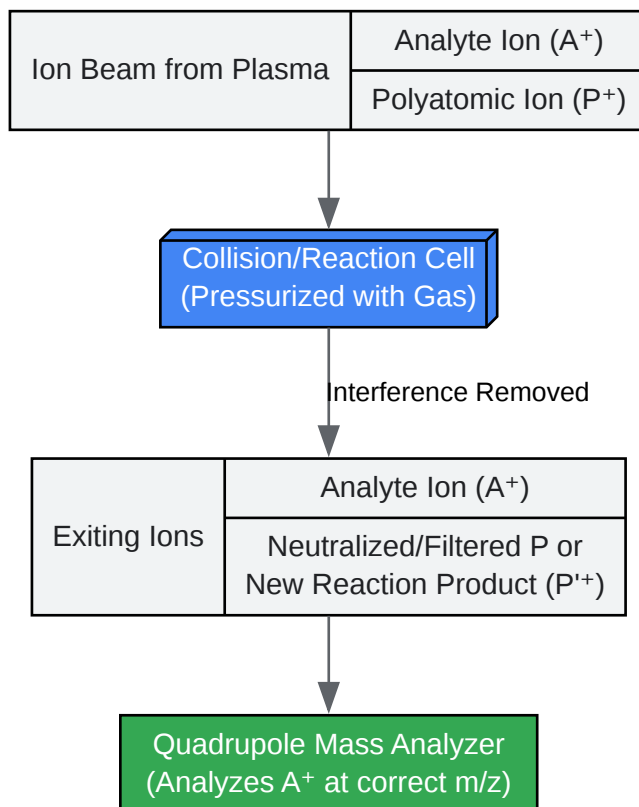 Ion Beam from Plasma
Analyte Ion (A⁺)
Polyatomic Ion (P⁺)
Collision/Reaction Cell
(Pressurized with Gas)
Interference Removed
Exiting Ions
Analyte Ion (A⁺)
Neutralized/Filtered P or
New Reaction Product (P'⁺)
Quadrupole Mass Analyzer
(Analyzes A⁺ at correct m/z)